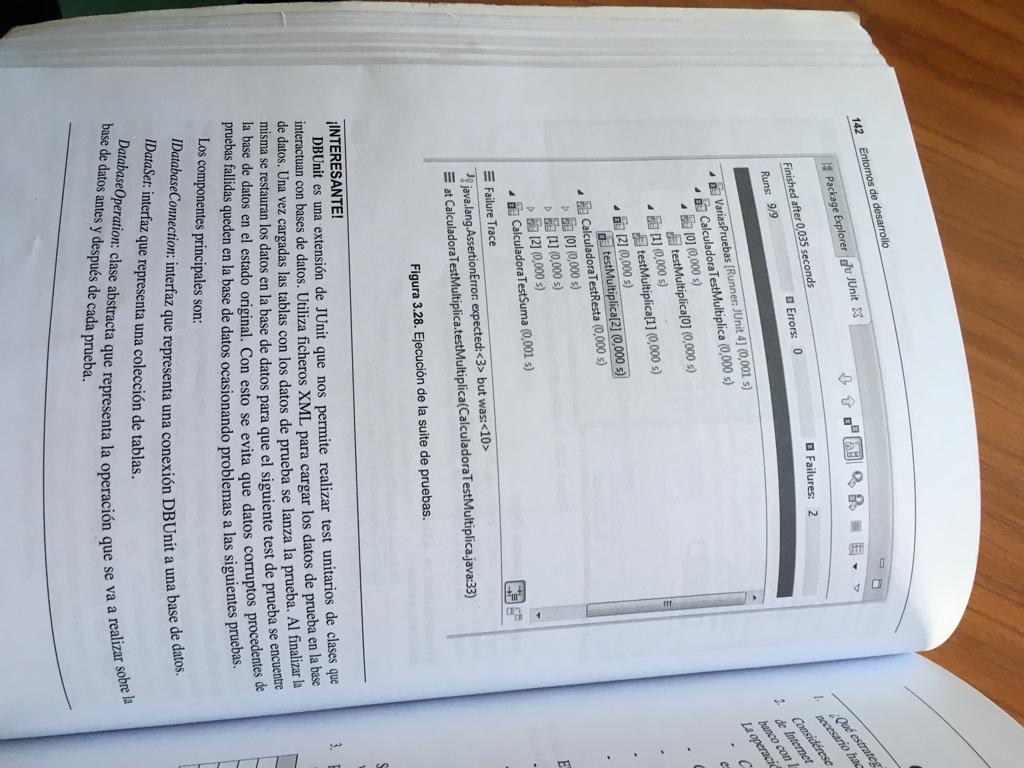 142 Entornos de desarrollo
Package Explorer JUnit
Finished after 0,035 seconds
Runs: 9/9 Errors: 0 Failures: 2
VariasPruebas [Runner: JUnit 4] (0,001 s)
CalculadoraTestMultiplica (0,000 s)
[0] (0,000 s)
testMultiplica[0] (0,000 s)
[1] (0,000 s)
testMultiplica[1] (0,000 s)
[2] (0,000 s)
testMultiplica[2] (0,000 s)
CalculadoraTestResta (0,000 s)
[0] (0,000 s)
[1] (0,000 s)
[2] (0,000 s)
CalculadoraTestSuma (0,001 s)
Failure Trace
java.lang.AssertionError: expected:<3> but was:<10>
at CalculadoraTestMultiplica.testMultiplica(CalculadoraTestMultiplica.java:33)
Figura 3.28. Ejecución de la suite de pruebas.
¡INTERESANTE!
DBUnit es una extensión de JUnit que nos permite realizar test unitarios de clases que
interactuan con bases de datos. Utiliza ficheros XML para cargar los datos de prueba en la base
de datos. Una vez cargadas las tablas con los datos de prueba se lanza la prueba. Al finalizar la
misma se restauran los datos en la base de datos para que el siguiente test de prueba se encuentre
la base de datos en el estado original. Con esto se evita que datos corruptos procedentes de
pruebas fallidas queden en la base de datos ocasionando problemas a las siguientes pruebas.
Los componentes principales son:
IDatabaseConnection: interfaz que representa una conexión DBUnit a una base de datos.
IDataSet: interfaz que representa una colección de tablas.
DatabaseOperation: clase abstracta que representa la operación que se va a realizar sobre la
base de datos antes y después de cada prueba.
1. ¿Qué estrateg
necesario hac
2. Considérese
de Internet
banco con l
La operació
3.